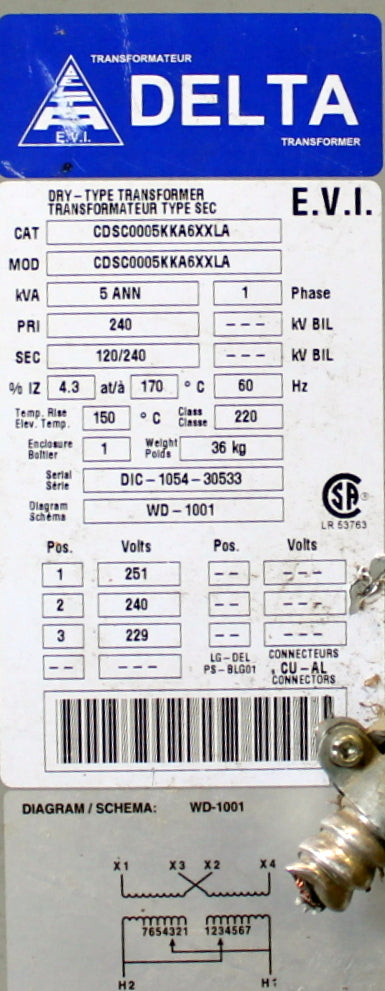 TRANSFORMATEUR
DELTA
E.V.I.
TRANSFORMER
DRY-TYPE TRANSFORMER
TRANSFORMATEUR TYPE SEC
E.V.I.
CAT CDSC0005KKA6XXLA
MOD CDSC0005KKA6XXLA
kVA 5 ANN 1 Phase
PRI 240 --- kV BIL
SEC 120/240 --- kV BIL
% IZ 4.3 at/à 170 °C 60 Hz
Temp. Rise
Elev. Temp. 150 °C Class
Classe 220
Enclosure
Boîtier 1 Weight
Poids 36 kg
Serial
Série DIC-1054-30533
Diagram
Schéma WD-1001
LR 53763
Pos. Volts Pos. Volts
1 251 -- ---
2 240 -- ---
3 229 -- ---
-- --- LG-DEL
PS-BLG01 CONNECTEURS
CU-AL
CONNECTORS
DIAGRAM / SCHEMA: WD-1001
X1 X3 X2 X4
7654321 1234567
H2 H1